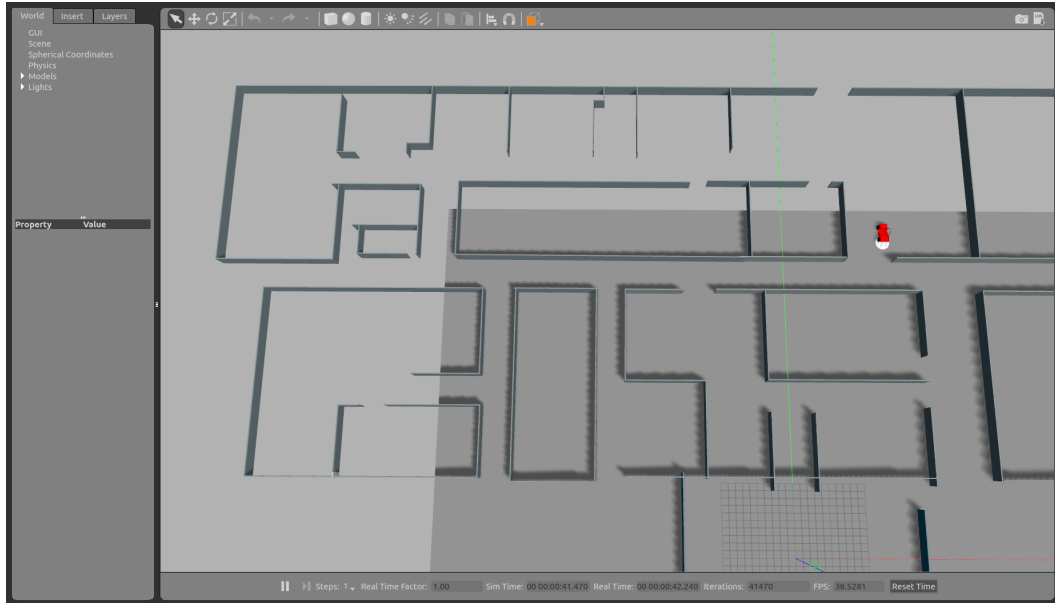 World Insert Layers
GUI
Scene
Spherical Coordinates
Physics
Models
Lights
Property Value
Steps: 1 Real Time Factor: 1.00 Sim Time: 00 00:00:41.470 Real Time: 00 00:00:42.240 Iterations: 41470 FPS: 38.5281 Reset Time